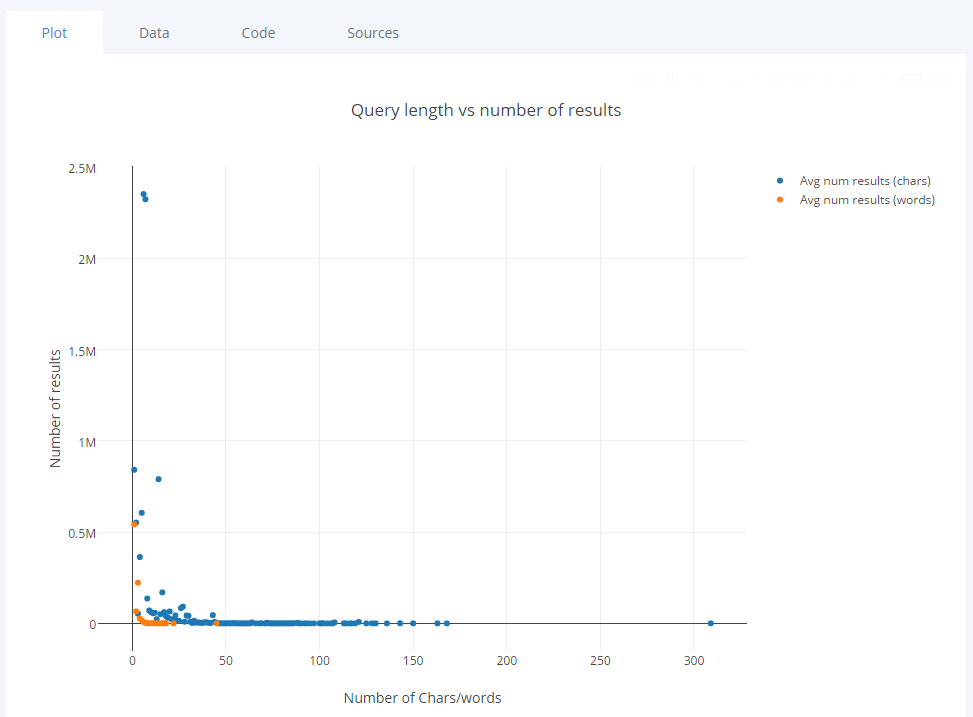 Plot Data Code Sources
Query length vs number of results
Avg num results (chars)
Avg num results (words)
Number of results
2.5M
2M
1.5M
1M
0.5M
0
0 50 100 150 200 250 300
Number of Chars/words